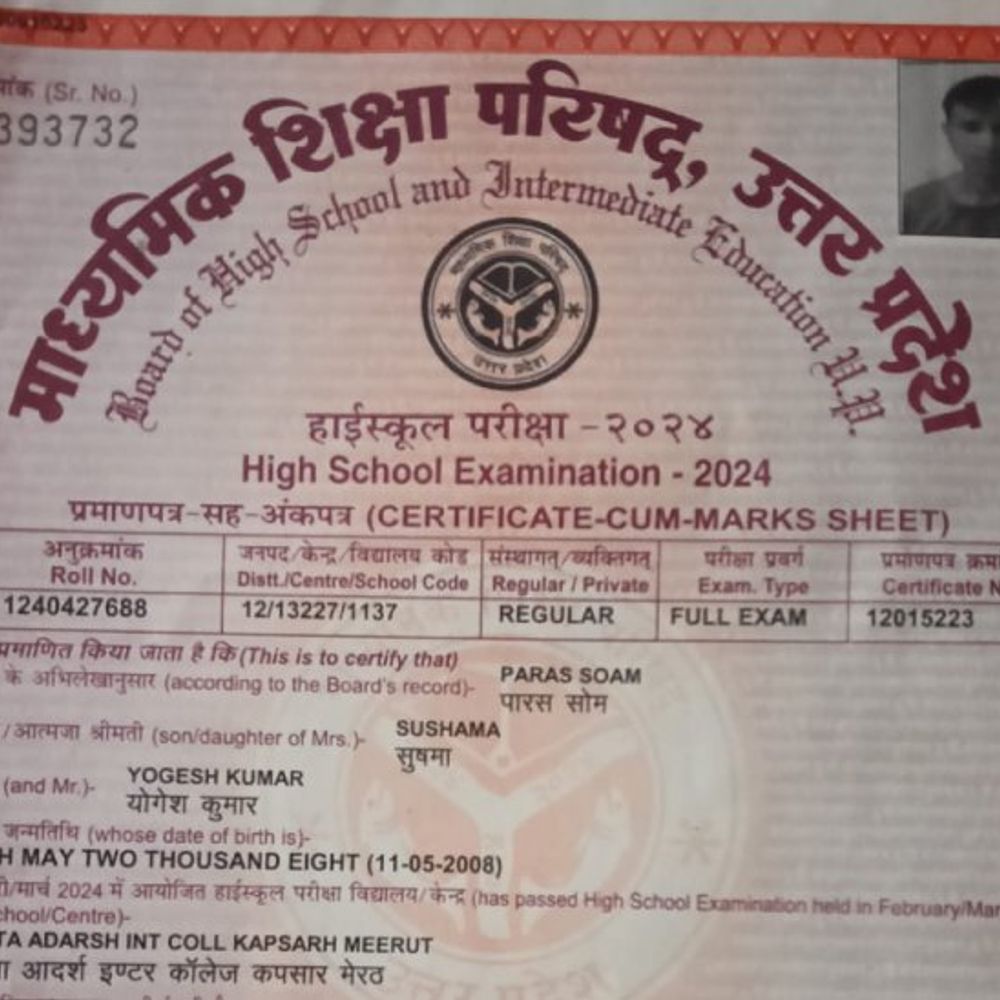 मांक (Sr. No.)
393732
माध्यमिक शिक्षा परिषद्, उत्तर प्रदेश
Board of High School and Intermediate Education U.P.
माध्यमिक शिक्षा परिषद
उत्तर प्रदेश
हाईस्कूल परीक्षा - २०२४
High School Examination - 2024
प्रमाणपत्र-सह-अंकपत्र (CERTIFICATE-CUM-MARKS SHEET)
अनुक्रमांक जनपद/केन्द्र/विद्यालय कोड संस्थागत/व्यक्तिगत परीक्षा प्रवर्ग प्रमाणपत्र क्रमां
Roll No. Distt./Centre/School Code Regular / Private Exam. Type Certificate N
1240427688 12/13227/1137 REGULAR FULL EXAM 12015223
प्रमाणित किया जाता है कि (This is to certify that)
के अभिलेखानुसार (according to the Board's record)- PARAS SOAM
पारस सोम
/आत्मजा श्रीमती (son/daughter of Mrs.)- SUSHAMA
सुषमा
(and Mr.)- YOGESH KUMAR
योगेश कुमार
जन्मतिथि (whose date of birth is)-
H MAY TWO THOUSAND EIGHT (11-05-2008)
री/मार्च 2024 में आयोजित हाईस्कूल परीक्षा विद्यालय/केन्द्र (has passed High School Examination held in February/Mar
chool/Centre)-
TA ADARSH INT COLL KAPSARH MEERUT
ा आदर्श इण्टर कॉलेज कपसार मेरठ